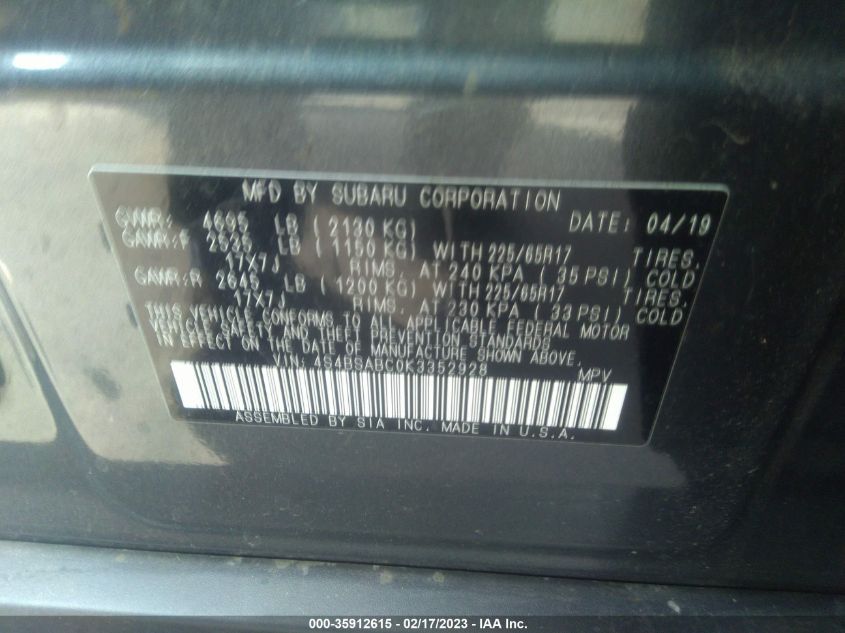 MFD BY SUBARU CORPORATION DATE: 04/19
GVWR: 4695 LB ( 2130 KG)
GAWR:F 2535 LB ( 1150 KG) WITH 225/65R17 TIRES.
17X7J RIMS. AT 240 KPA ( 35 PSI) COLD
GAWR:R 2645 LB ( 1200 KG) WITH 225/65R17 TIRES.
17X7J RIMS. AT 230 KPA ( 33 PSI) COLD
THIS VEHICLE CONFORMS TO ALL APPLICABLE FEDERAL MOTOR
VEHICLE SAFETY AND THEFT PREVENTION STANDARDS
IN EFFECT ON THE DATE OF MANUFACTURE SHOWN ABOVE.
VIN: 4S4BSABC0K3352928 MPV
ASSEMBLED BY SIA INC. MADE IN U.S.A.
000-35912615 - 02/17/2023 - IAA Inc.